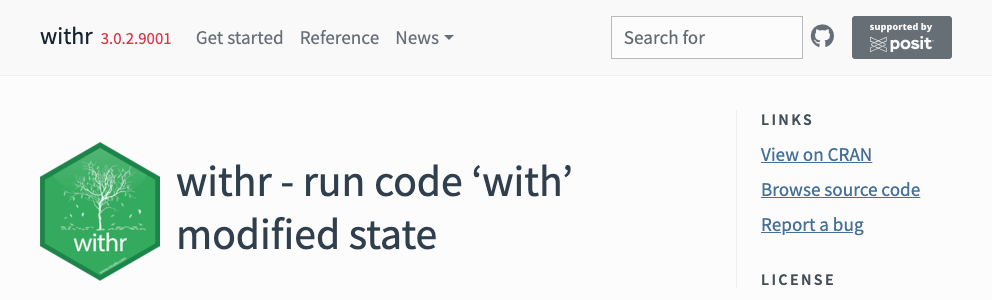 withr 3.0.2.9001 Get started Reference News Search for supported by
posit
LINKS
View on CRAN
Browse source code
Report a bug
LICENSE
withr
withr - run code ‘with’
modified state